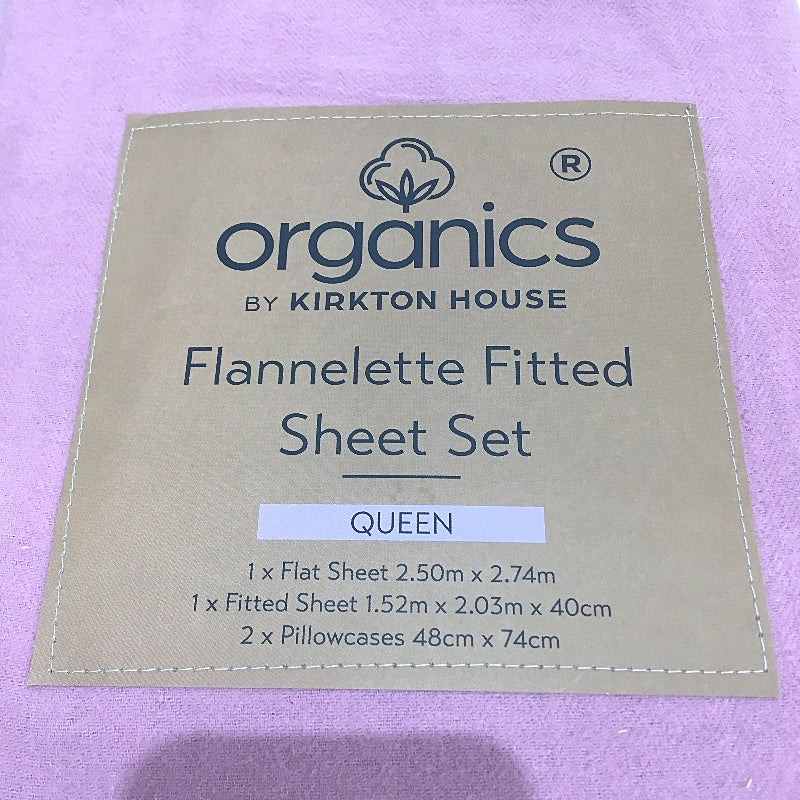 ®
organics
BY KIRKTON HOUSE
Flannelette Fitted
Sheet Set
QUEEN
1 x Flat Sheet 2.50m x 2.74m
1 x Fitted Sheet 1.52m x 2.03m x 40cm
2 x Pillowcases 48cm x 74cm